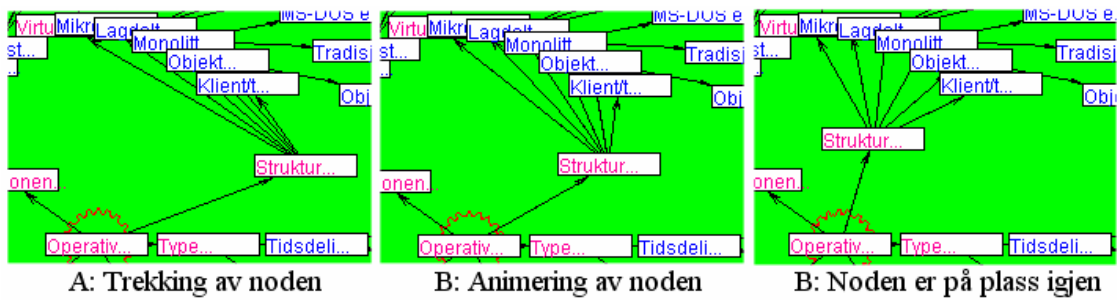 Virtu Mikr Lagdelt MS-DOS e
st... Monolitt Tradisj
... Objekt...
Klient/t... Obj
Struktur...
onen...
Operativ... Type... Tidsdeli...
A: Trekking av noden
Virtu Mikr Lagdelt MS-DOS e
st... Monolitt Tradisj
... Objekt...
Klient/t... Obj
Struktur...
onen...
Operativ... Type... Tidsdeli...
B: Animering av noden
Virtu Mikr Lagdelt MS-DOS e
st... Monolitt Tradisj
... Objekt...
Klient/t... Obj
Struktur...
onen...
Operativ... Type... Tidsdeli...
B: Noden er på plass igjen